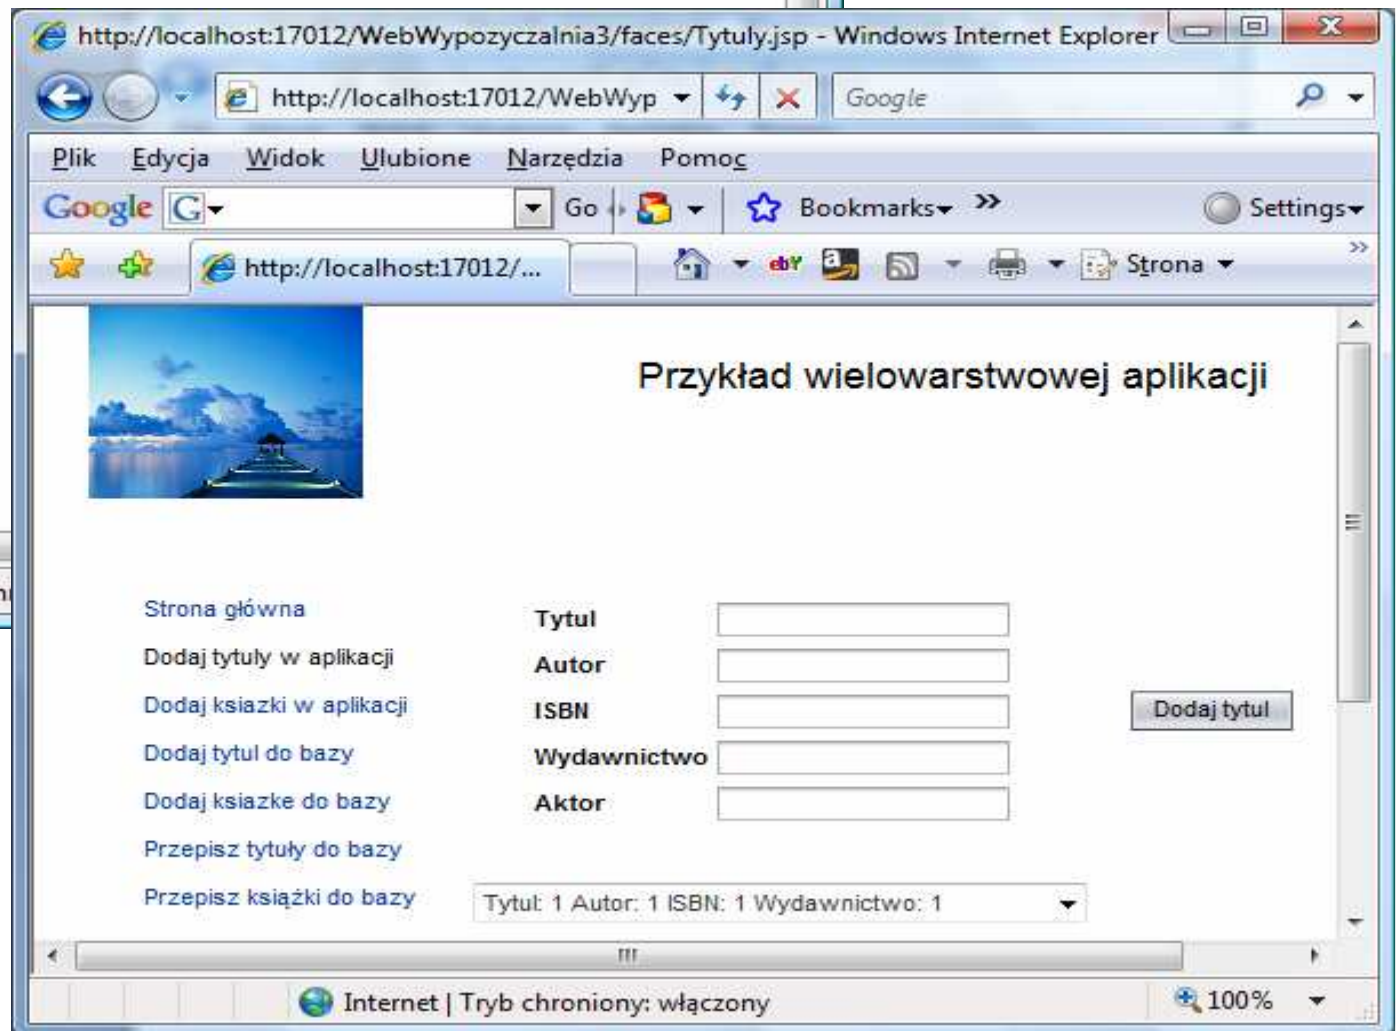 http://localhost:17012/WebWypozyczalnia3/faces/Tytuly.jsp - Windows Internet Explorer
http://localhost:17012/WebWyp Google
Plik Edycja Widok Ulubione Narzędzia Pomoc
Google G Go Bookmarks >> Settings
http://localhost:17012/... ebY a Strona >>
Przykład wielowarstwowej aplikacji
Strona główna
Tytul
Dodaj tytuly w aplikacji
Autor
Dodaj ksiazki w aplikacji
ISBN
Dodaj tytul
Dodaj tytul do bazy
Wydawnictwo
Dodaj ksiazke do bazy
Aktor
Przepisz tytuły do bazy
Przepisz książki do bazy
Tytul: 1 Autor: 1 ISBN: 1 Wydawnictwo: 1
Internet | Tryb chroniony: włączony 100%